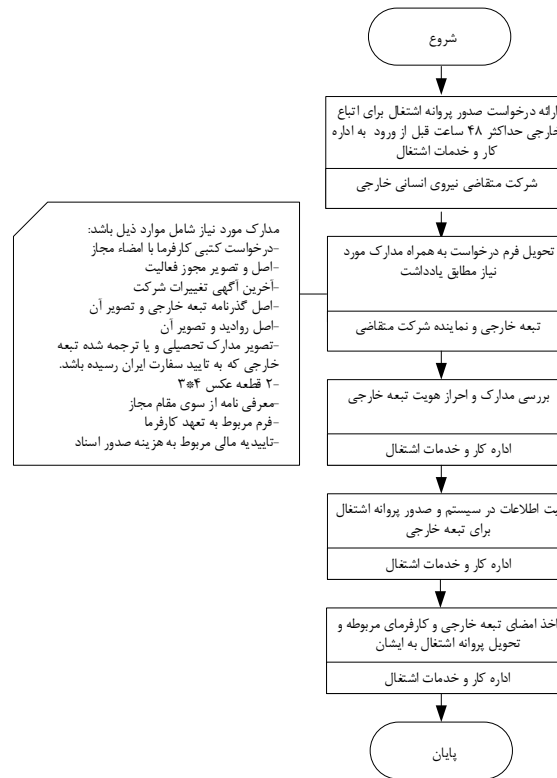 شروع
ارائه درخواست صدور پروانه اشتغال برای اتباع
خارجی حداکثر ۴۸ ساعت قبل از ورود به اداره
کار و خدمات اشتغال
شرکت متقاضی نیروی انسانی خارجی
تحویل فرم درخواست به همراه مدارک مورد
نیاز مطابق یادداشت
تبعه خارجی و نماینده شرکت متقاضی
مدارک مورد نیاز شامل موارد ذیل باشد:
-درخواست کتبی کارفرما با امضاء مجاز
-اصل و تصویر مجوز فعالیت
-آخرین آگهی تغییرات شرکت
-اصل گذرنامه تبعه خارجی و تصویر آن
-اصل روادید و تصویر آن
-تصویر مدارک تحصیلی و یا ترجمه شده تبعه
خارجی که به تایید سفارت ایران رسیده باشد.
-۲ قطعه عکس ۴*۳
-معرفی نامه از سوی مقام مجاز
-فرم مربوط به تعهد کارفرما
-تاییدیه مالی مربوط به هزینه صدور اسناد
بررسی مدارک و احراز هویت تبعه خارجی
اداره کار و خدمات اشتغال
اطلاعات در سیستم و صدور پروانه اشتغال
برای تبعه خارجی
اداره کار و خدمات اشتغال
اخذ امضای تبعه خارجی و کارفرمای مربوطه و
تحویل پروانه اشتغال به ایشان
اداره کار و خدمات اشتغال
پایان